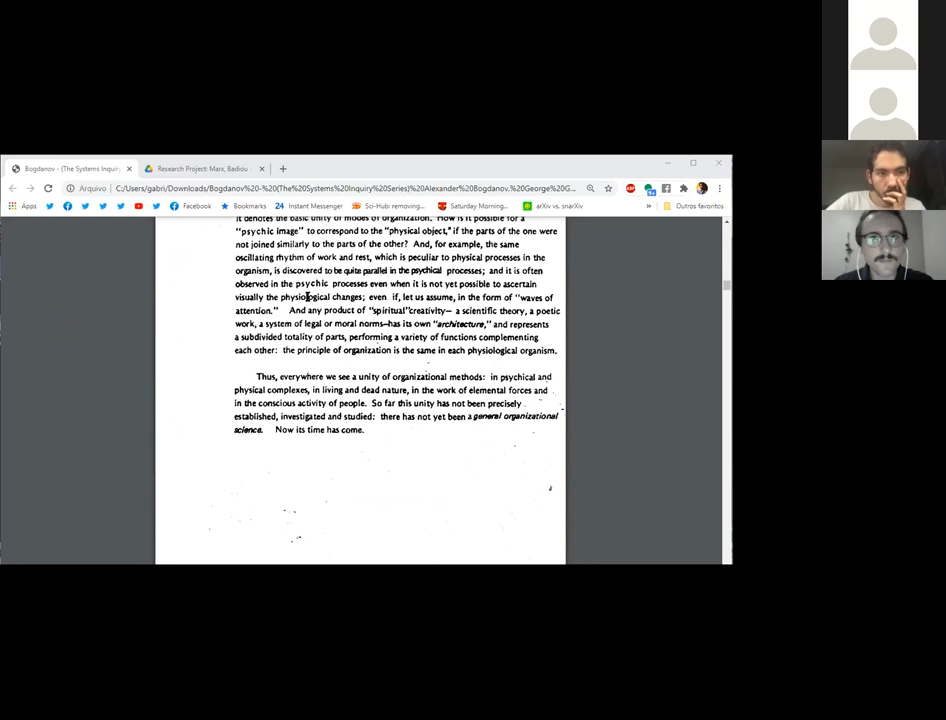 Bogdanov - (The Systems Inquiry
Research Project: Marx, Badiou
Arquivo
C:/Users/gabri/Downloads/Bogdanov%20-%20(The%20Systems%20Inquiry%20Series)%20Alexander%20Bogdanov,%20George%20G...
Apps
Facebook
Bookmarks
24 Instant Messenger
Sci-Hub: removing...
Saturday Morning...
arXiv vs. snarXiv
»
Outros favoritos
it denotes the basic unity of modes of organization. How is it possible for a
"psychic image" to correspond to the "physical object," if the parts of the one were
not joined similarly to the parts of the other? And, for example, the same
oscillating rhythm of work and rest, which is peculiar to physical processes in the
organism, is discovered to be quite parallel in the psychical processes; and it is often
observed in the psychic processes even when it is not yet possible to ascertain
visually the physiological changes; even if, let us assume, in the form of "waves of
attention." And any product of "spiritual"creativity— a scientific theory, a poetic
work, a system of legal or moral norms—has its own "architecture," and represents
a subdivided totality of parts, performing a variety of functions complementing
each other: the principle of organization is the same in each physiological organism.
Thus, everywhere we see a unity of organizational methods: in psychical and
physical complexes, in living and dead nature, in the work of elemental forces and
in the conscious activity of people. So far this unity has not been precisely
established, investigated and studied: there has not yet been a general organizational
science. Now its time has come.